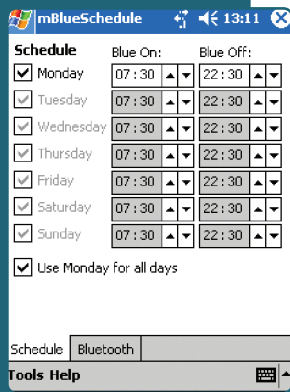 mBlueSchedule 13:11
Schedule Blue On: Blue Off:
Monday 07:30 22:30
Tuesday 07:30 22:30
Wednesday 07:30 22:30
Thursday 07:30 22:30
Friday 07:30 22:30
Saturday 07:30 22:30
Sunday 07:30 22:30
Use Monday for all days
Schedule Bluetooth
Tools Help